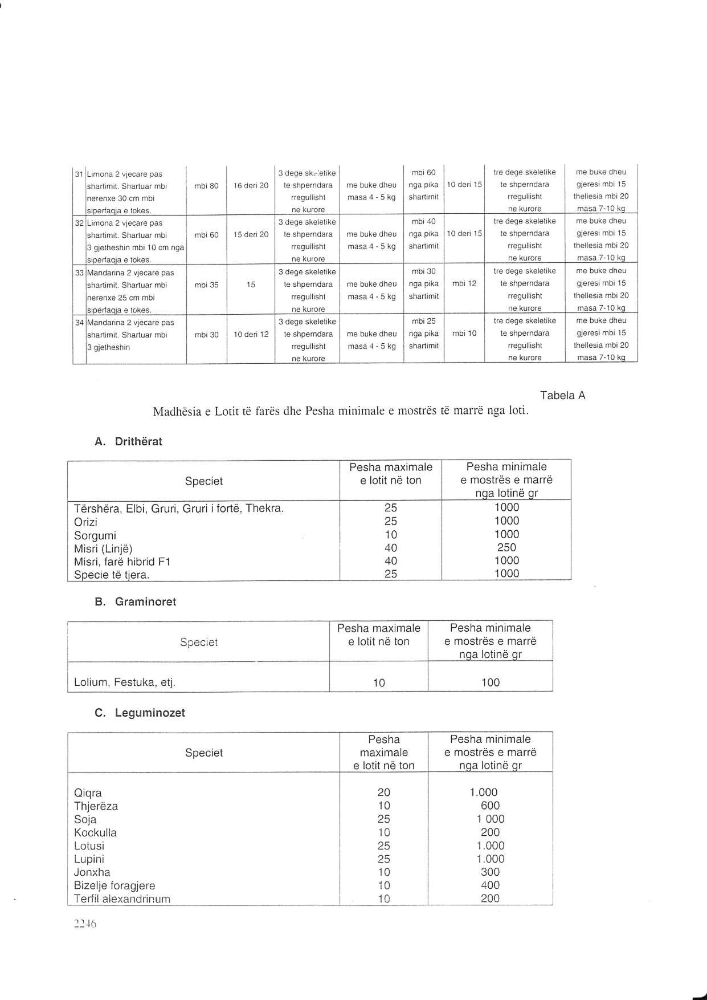 31 Limona 2 vjecare pas 3 dege skeletike mbi 60 tre dege skeletike me buke dheu
shartimit. Shartuar mbi mbi 80 16 deri 20 te shperndara me buke dheu nga pika 10 deri 15 te shperndara gjeresi mbi 15
nerenxe 30 cm mbi rregullisht masa 4 - 5 kg shartimit rregullisht thellesia mbi 20
siperfaqja e tokes. ne kurore ne kurore masa 7-10 kg
32 Limona 2 vjecare pas 3 dege skeletike mbi 40 tre dege skeletike me buke dheu
shartimit. Shartuar mbi mbi 60 15 deri 20 te shperndara me buke dheu nga pika 10 deri 15 te shperndara gjeresi mbi 15
3 gjetheshin mbi 10 cm nga rregullisht masa 4 - 5 kg shartimit rregullisht thellesia mbi 20
siperfaqja e tokes. ne kurore ne kurore masa 7-10 kg
33 Mandarina 2 vjecare pas 3 dege skeletike mbi 30 tre dege skeletike me buke dheu
shartimit. Shartuar mbi mbi 35 15 te shperndara me buke dheu nga pika mbi 12 te shperndara gjeresi mbi 15
nerenxe 25 cm mbi rregullisht masa 4 - 5 kg shartimit rregullisht thellesia mbi 20
siperfaqja e tokes. ne kurore ne kurore masa 7-10 kg
34 Mandarina 2 vjecare pas 3 dege skeletike mbi 25 tre dege skeletike me buke dheu
shartimit. Shartuar mbi mbi 30 10 deri 12 te shperndara me buke dheu nga pika mbi 10 te shperndara gjeresi mbi 15
3 gjetheshin rregullisht masa 4 - 5 kg shartimit rregullisht thellesia mbi 20
ne kurore ne kurore masa 7-10 kg
Tabela A
Madhësia e Lotit të farës dhe Pesha minimale e mostrës të marrë nga loti.
A. Drithërat
Pesha maximale Pesha minimale
Speciet e lotit në ton e mostrës e marrë
nga lotinë gr
Tërshëra, Elbi, Gruri, Gruri i fortë, Thekra. 25 1000
Orizi 25 1000
Sorgumi 10 1000
Misri (Linjë) 40 250
Misri, farë hibrid F1 40 1000
Specie të tjera. 25 1000
B. Graminoret
Pesha maximale Pesha minimale
Speciet e lotit në ton e mostrës e marrë
nga lotinë gr
Lolium, Festuka, etj. 10 100
C. Leguminozet
Pesha Pesha minimale
Speciet maximale e mostrës e marrë
e lotit në ton nga lotinë gr
Qiqra 20 1.000
Thjerëza 10 600
Soja 25 1 000
Kockulla 10 200
Lotusi 25 1.000
Lupini 25 1.000
Jonxha 10 300
Bizelje foragjere 10 400
Terfil alexandrinum 10 200
2246